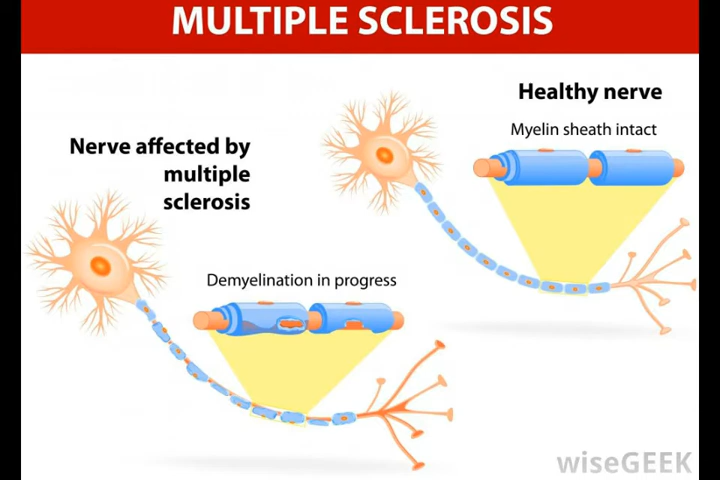 MULTIPLE SCLEROSIS
Healthy nerve
Myelin sheath intact
Nerve affected by
multiple
sclerosis
Demyelination in progress
wiseGEEK